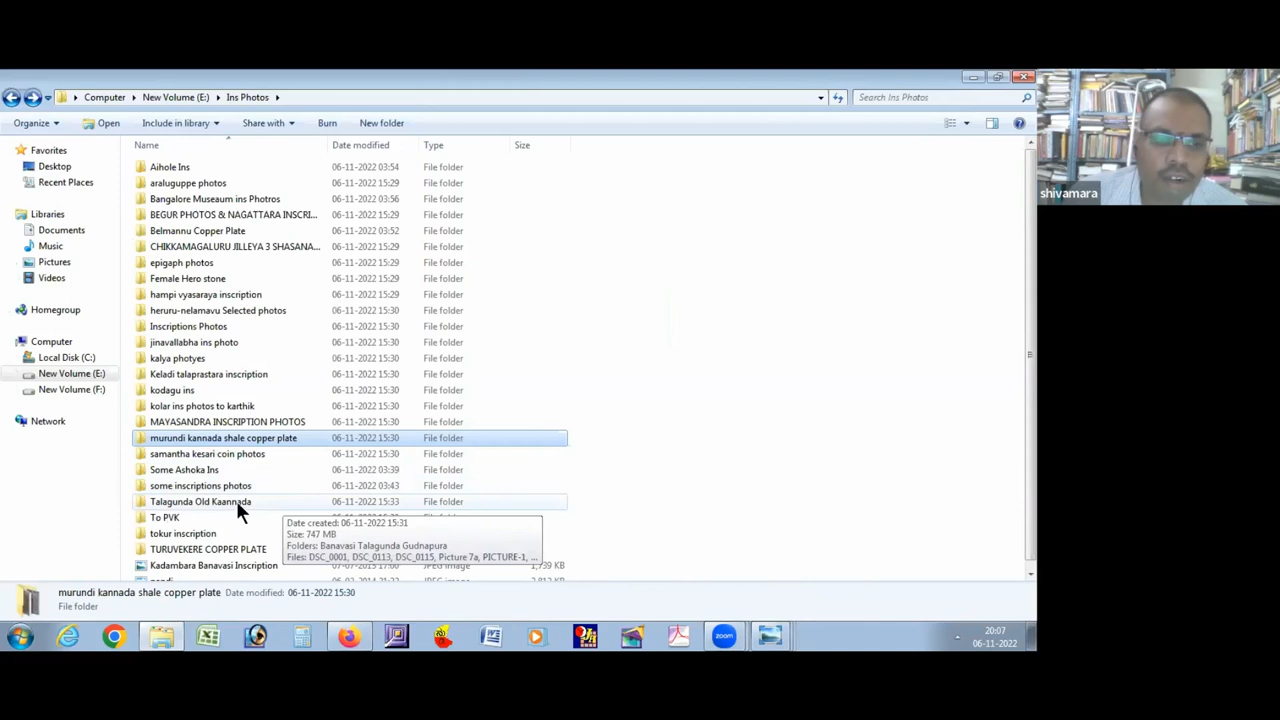 Computer New Volume (E:) Ins Photos Search Ins Photos
Organize Open Include in library Share with Burn New folder
Name Date modified Type Size
Favorites
Desktop
Recent Places
Libraries
Documents
Music
Pictures
Videos
Homegroup
Computer
Local Disk (C:)
New Volume (E:)
New Volume (F:)
Network
Aihole Ins 06-11-2022 03:54 File folder
araluguppe photos 06-11-2022 15:29 File folder
Bangalore Museaum ins Photros 06-11-2022 03:56 File folder
BEGUR PHOTOS & NAGATTARA INSCRI... 06-11-2022 15:29 File folder
Belmannu Copper Plate 06-11-2022 03:52 File folder
CHIKKAMAGALURU JILLEYA 3 SHASANA... 06-11-2022 15:29 File folder
epigaph photos 06-11-2022 15:29 File folder
Female Hero stone 06-11-2022 15:29 File folder
hampi vyasaraya inscription 06-11-2022 15:29 File folder
heruru-nelamavu Selected photos 06-11-2022 15:30 File folder
Inscriptions Photos 06-11-2022 15:30 File folder
jinavallabha ins photo 06-11-2022 15:30 File folder
kalya photyes 06-11-2022 15:30 File folder
Keladi talaprastara inscription 06-11-2022 15:30 File folder
kodagu ins 06-11-2022 15:30 File folder
kolar ins photos to karthik 06-11-2022 15:30 File folder
MAYASANDRA INSCRIPTION PHOTOS 06-11-2022 15:30 File folder
murundi kannada shale copper plate 06-11-2022 15:30 File folder
samantha kesari coin photos 06-11-2022 15:30 File folder
Some Ashoka Ins 06-11-2022 03:39 File folder
some inscriptions photos 06-11-2022 03:43 File folder
Talagunda Old Kaannada 06-11-2022 15:33 File folder
To PVK
tokur inscription
TURUVEKERE COPPER PLATE
Kadambara Banavasi Inscription 1,739 KB
Date created: 06-11-2022 15:31
Size: 747 MB
Folders: Banavasi Talagunda Gudnapura
Files: DSC_0001, DSC_0113, DSC_0115, Picture 7a, PICTURE-1, ...
murundi kannada shale copper plate Date modified: 06-11-2022 15:30
File folder
zoom
20:07
06-11-2022
shivamara